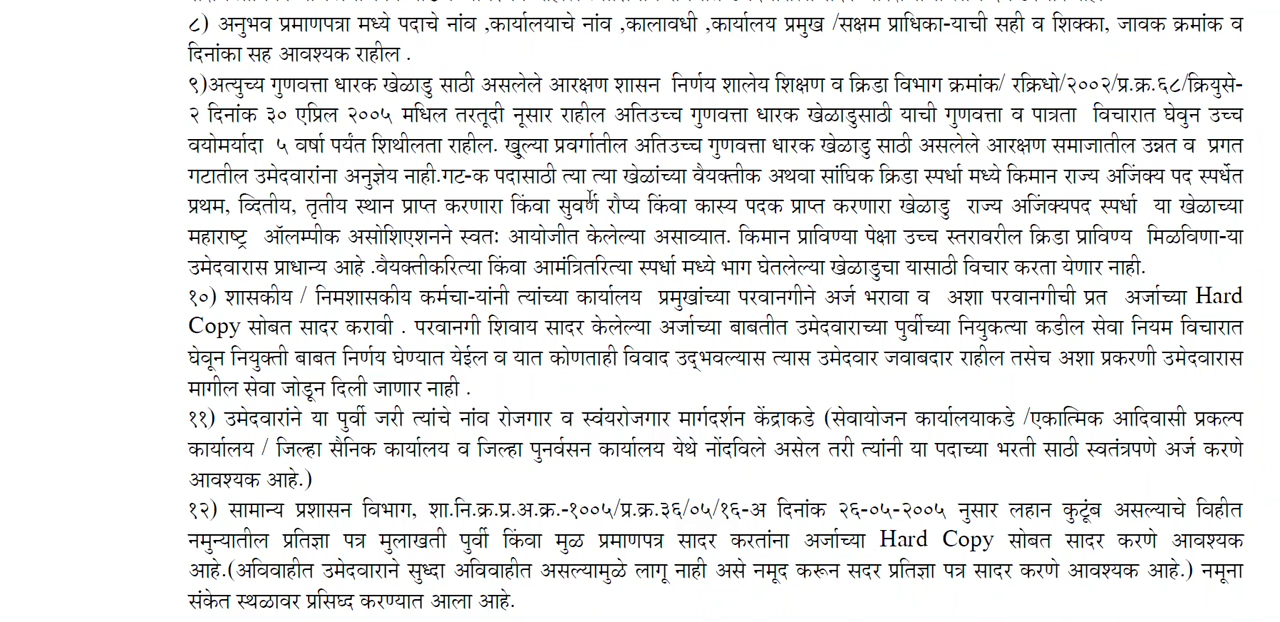 ८) अनुभव प्रमाणपत्रा मध्ये पदाचे नांव ,कार्यालयाचे नांव ,कालावधी ,कार्यालय प्रमुख /सक्षम प्राधिका-याची सही व शिक्का, जावक क्रमांक व
दिनांका सह आवश्यक राहील .
९)अत्युच्य गुणवत्ता धारक खेळाडु साठी असलेले आरक्षण शासन निर्णय शालेय शिक्षण व क्रिडा विभाग क्रमांक/ रक्रिधो/२००२/प्र.क्र.६८/क्रियुसे-
२ दिनांक ३० एप्रिल २००५ मधिल तरतूदी नूसार राहील अतिउच्च गुणवत्ता धारक खेळाडुसाठी याची गुणवत्ता व पात्रता विचारात घेवुन उच्च
वयोमर्यादा ५ वर्षा पर्यंत शिथीलता राहील. खुल्या प्रवर्गातील अतिउच्च गुणवत्ता धारक खेळाडु साठी असलेले आरक्षण समाजातील उन्नत व प्रगत
गटातील उमेदवारांना अनुज्ञेय नाही.गट-क पदासाठी त्या त्या खेळांच्या वैयक्तीक अथवा सांघिक क्रिडा स्पर्धा मध्ये किमान राज्य अजिंक्य पद स्पर्धेत
प्रथम, व्दितीय, तृतीय स्थान प्राप्त करणारा किंवा सुवर्ण रौप्य किंवा कास्य पदक प्राप्त करणारा खेळाडु राज्य अजिंक्यपद स्पर्धा या खेळाच्या
महाराष्ट्र ऑलम्पीक असोशिएशनने स्वतः आयोजीत केलेल्या असाव्यात. किमान प्राविण्या पेक्षा उच्च स्तरावरील क्रिडा प्राविण्य मिळविणा-या
उमेदवारास प्राधान्य आहे .वैयक्तीकरित्या किंवा आमंत्रितरित्या स्पर्धा मध्ये भाग घेतलेल्या खेळाडुचा यासाठी विचार करता येणार नाही.
१०) शासकीय / निमशासकीय कर्मचा-यांनी त्यांच्या कार्यालय प्रमुखांच्या परवानगीने अर्ज भरावा व अशा परवानगीची प्रत अर्जाच्या Hard
Copy सोबत सादर करावी . परवानगी शिवाय सादर केलेल्या अर्जाच्या बाबतीत उमेदवाराच्या पुर्वीच्या नियुकत्या कडील सेवा नियम विचारात
घेवून नियुक्ती बाबत निर्णय घेण्यात येईल व यात कोणताही विवाद उद्भवल्यास त्यास उमेदवार जवाबदार राहील तसेच अशा प्रकरणी उमेदवारास
मागील सेवा जोडून दिली जाणार नाही .
११) उमेदवारांने या पुर्वी जरी त्यांचे नांव रोजगार व स्वंयरोजगार मार्गदर्शन केंद्राकडे (सेवायोजन कार्यालयाकडे /एकात्मिक आदिवासी प्रकल्प
कार्यालय / जिल्हा सैनिक कार्यालय व जिल्हा पुनर्वसन कार्यालय येथे नोंदविले असेल तरी त्यांनी या पदाच्या भरती साठी स्वतंत्रपणे अर्ज करणे
आवश्यक आहे.)
१२) सामान्य प्रशासन विभाग, शा.नि.क्र.प्र.अ.क्र.-१००५/प्र.क्र.३६/०५/१६-अ दिनांक २६-०५-२००५ नुसार लहान कुटूंब असल्याचे विहीत
नमुन्यातील प्रतिज्ञा पत्र मुलाखती पुर्वी किंवा मुळ प्रमाणपत्र सादर करतांना अर्जाच्या Hard Copy सोबत सादर करणे आवश्यक
आहे.(अविवाहीत उमेदवाराने सुध्दा अविवाहीत असल्यामुळे लागू नाही असे नमूद करून सदर प्रतिज्ञा पत्र सादर करणे आवश्यक आहे.) नमूना
संकेत स्थळावर प्रसिध्द करण्यात आला आहे.